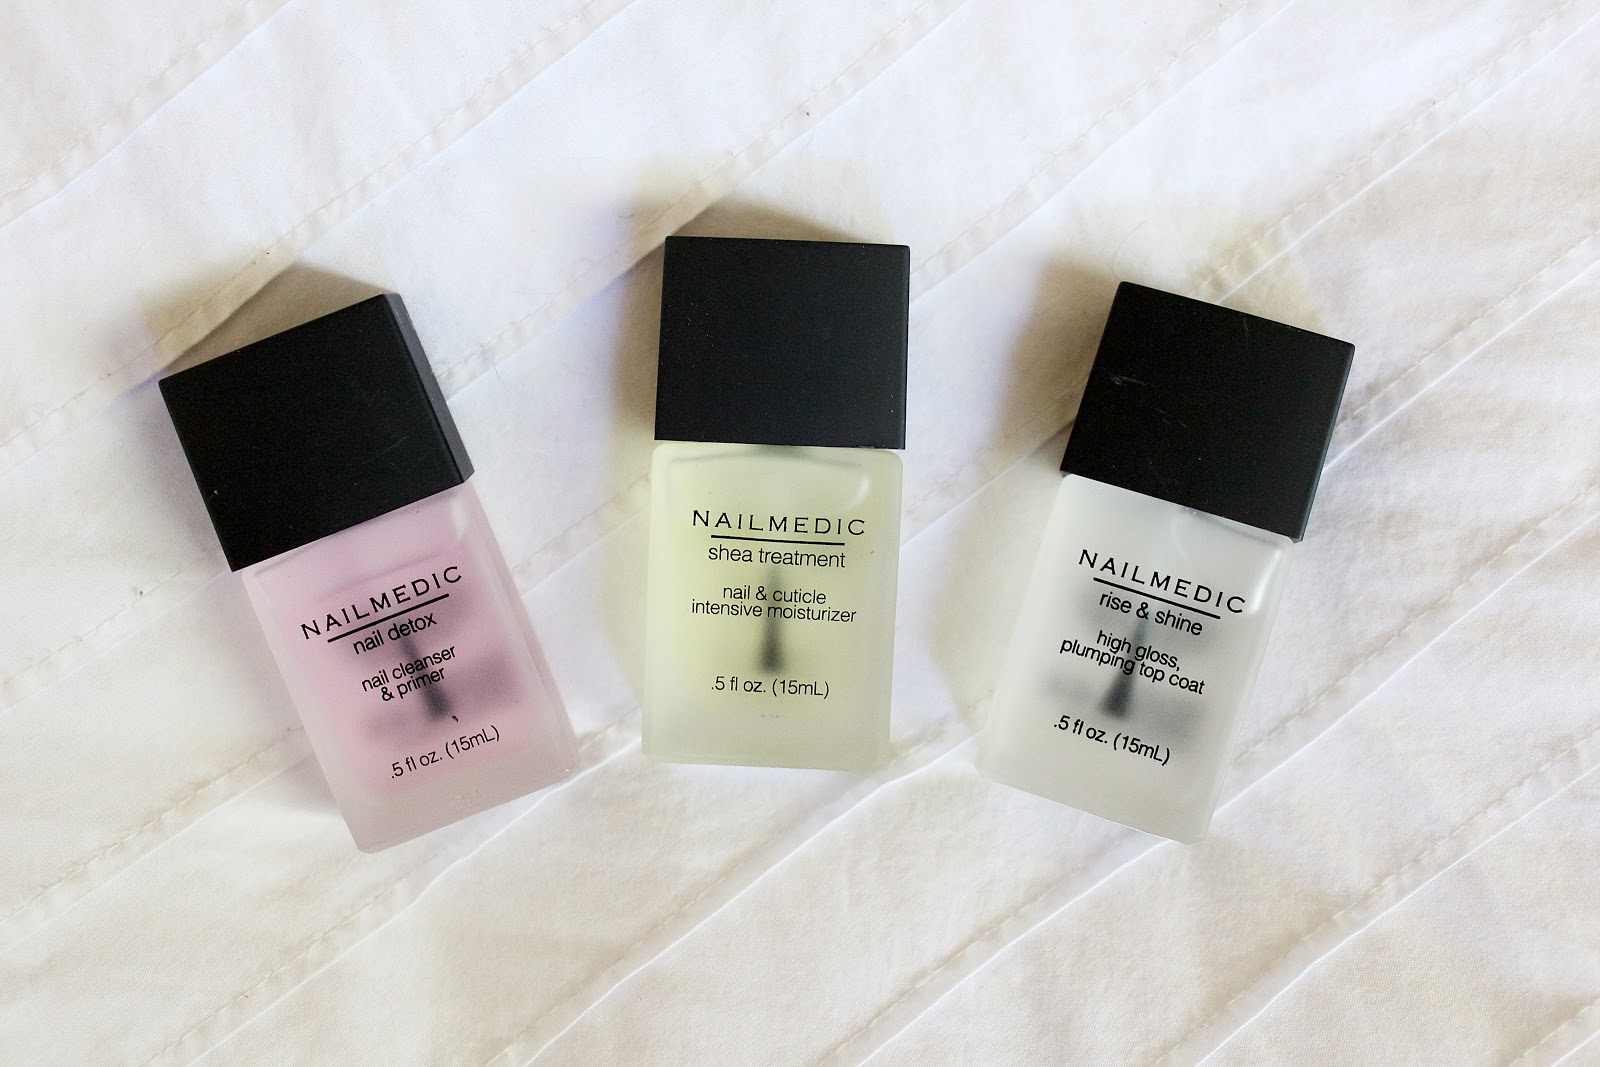 NAILMEDIC
nail detox
nail cleanser
& primer
.5 fl oz. (15mL)
NAILMEDIC
shea treatment
nail & cuticle
intensive moisturizer
.5 fl oz. (15mL)
NAILMEDIC
rise & shine
high gloss,
plumping top coat
.5 fl oz. (15mL)